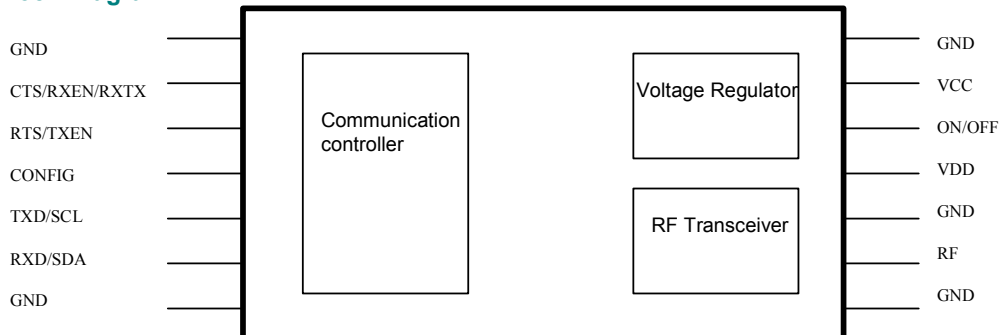 GND
CTS/RXEN/RXTX
RTS/TXEN
CONFIG
TXD/SCL
RXD/SDA
GND
Communication
controller
Voltage Regulator
RF Transceiver
GND
VCC
ON/OFF
VDD
GND
RF
GND